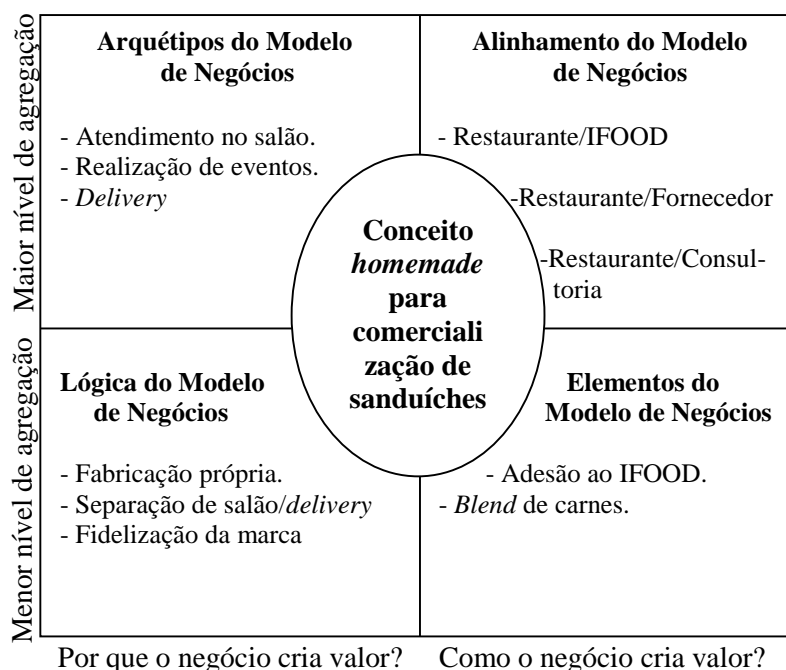 Maior nível de agregação
Arquétipos do Modelo
de Negócios
- Atendimento no salão.
- Realização de eventos.
- Delivery
Alinhamento do Modelo
de Negócios
- Restaurante/IFOOD
-Restaurante/Fornecedor
-Restaurante/Consul-
toria
Conceito
homemade
para
comerciali
zação de
sanduíches
Menor nível de agregação
Lógica do Modelo
de Negócios
- Fabricação própria.
- Separação de salão/delivery
- Fidelização da marca
Elementos do
Modelo de Negócios
- Adesão ao IFOOD.
- Blend de carnes.
Por que o negócio cria valor?
Como o negócio cria valor?